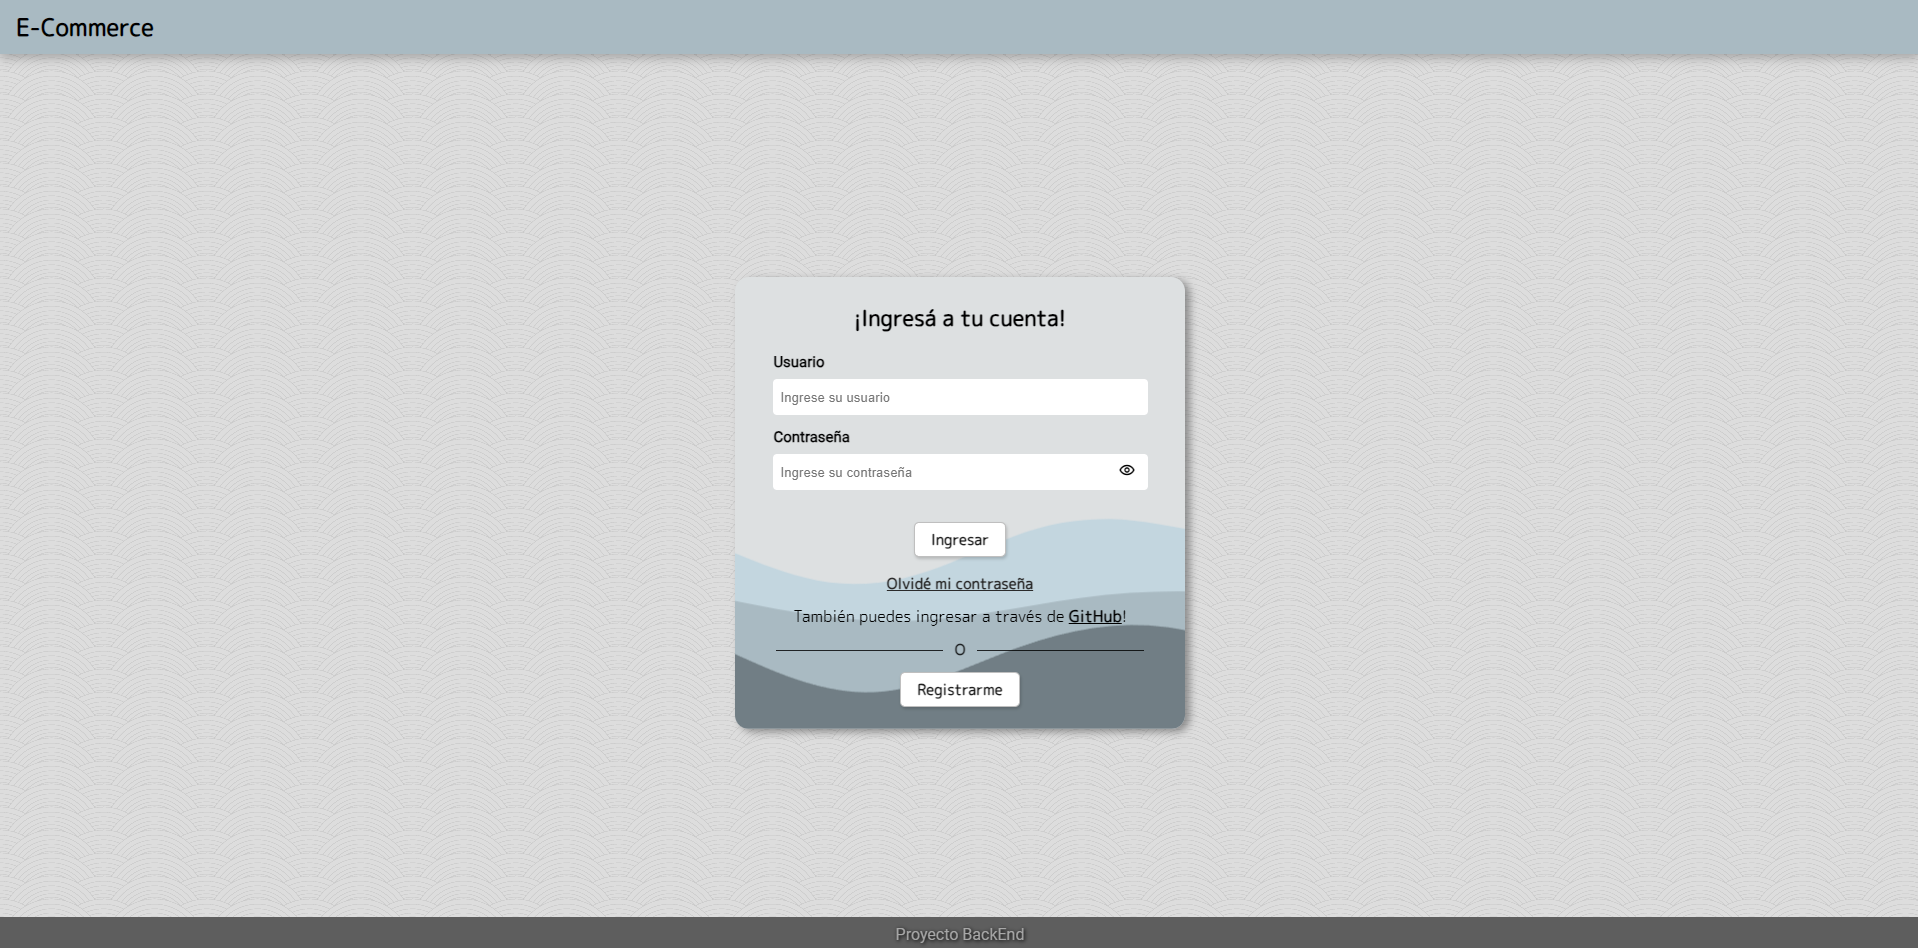 E-Commerce
¡Ingresá a tu cuenta!
Usuario
Ingrese su usuario
Contraseña
Ingrese su contraseña
Ingresar
Olvidé mi contraseña
También puedes ingresar a través de GitHub!
O
Registrarme
Proyecto BackEnd